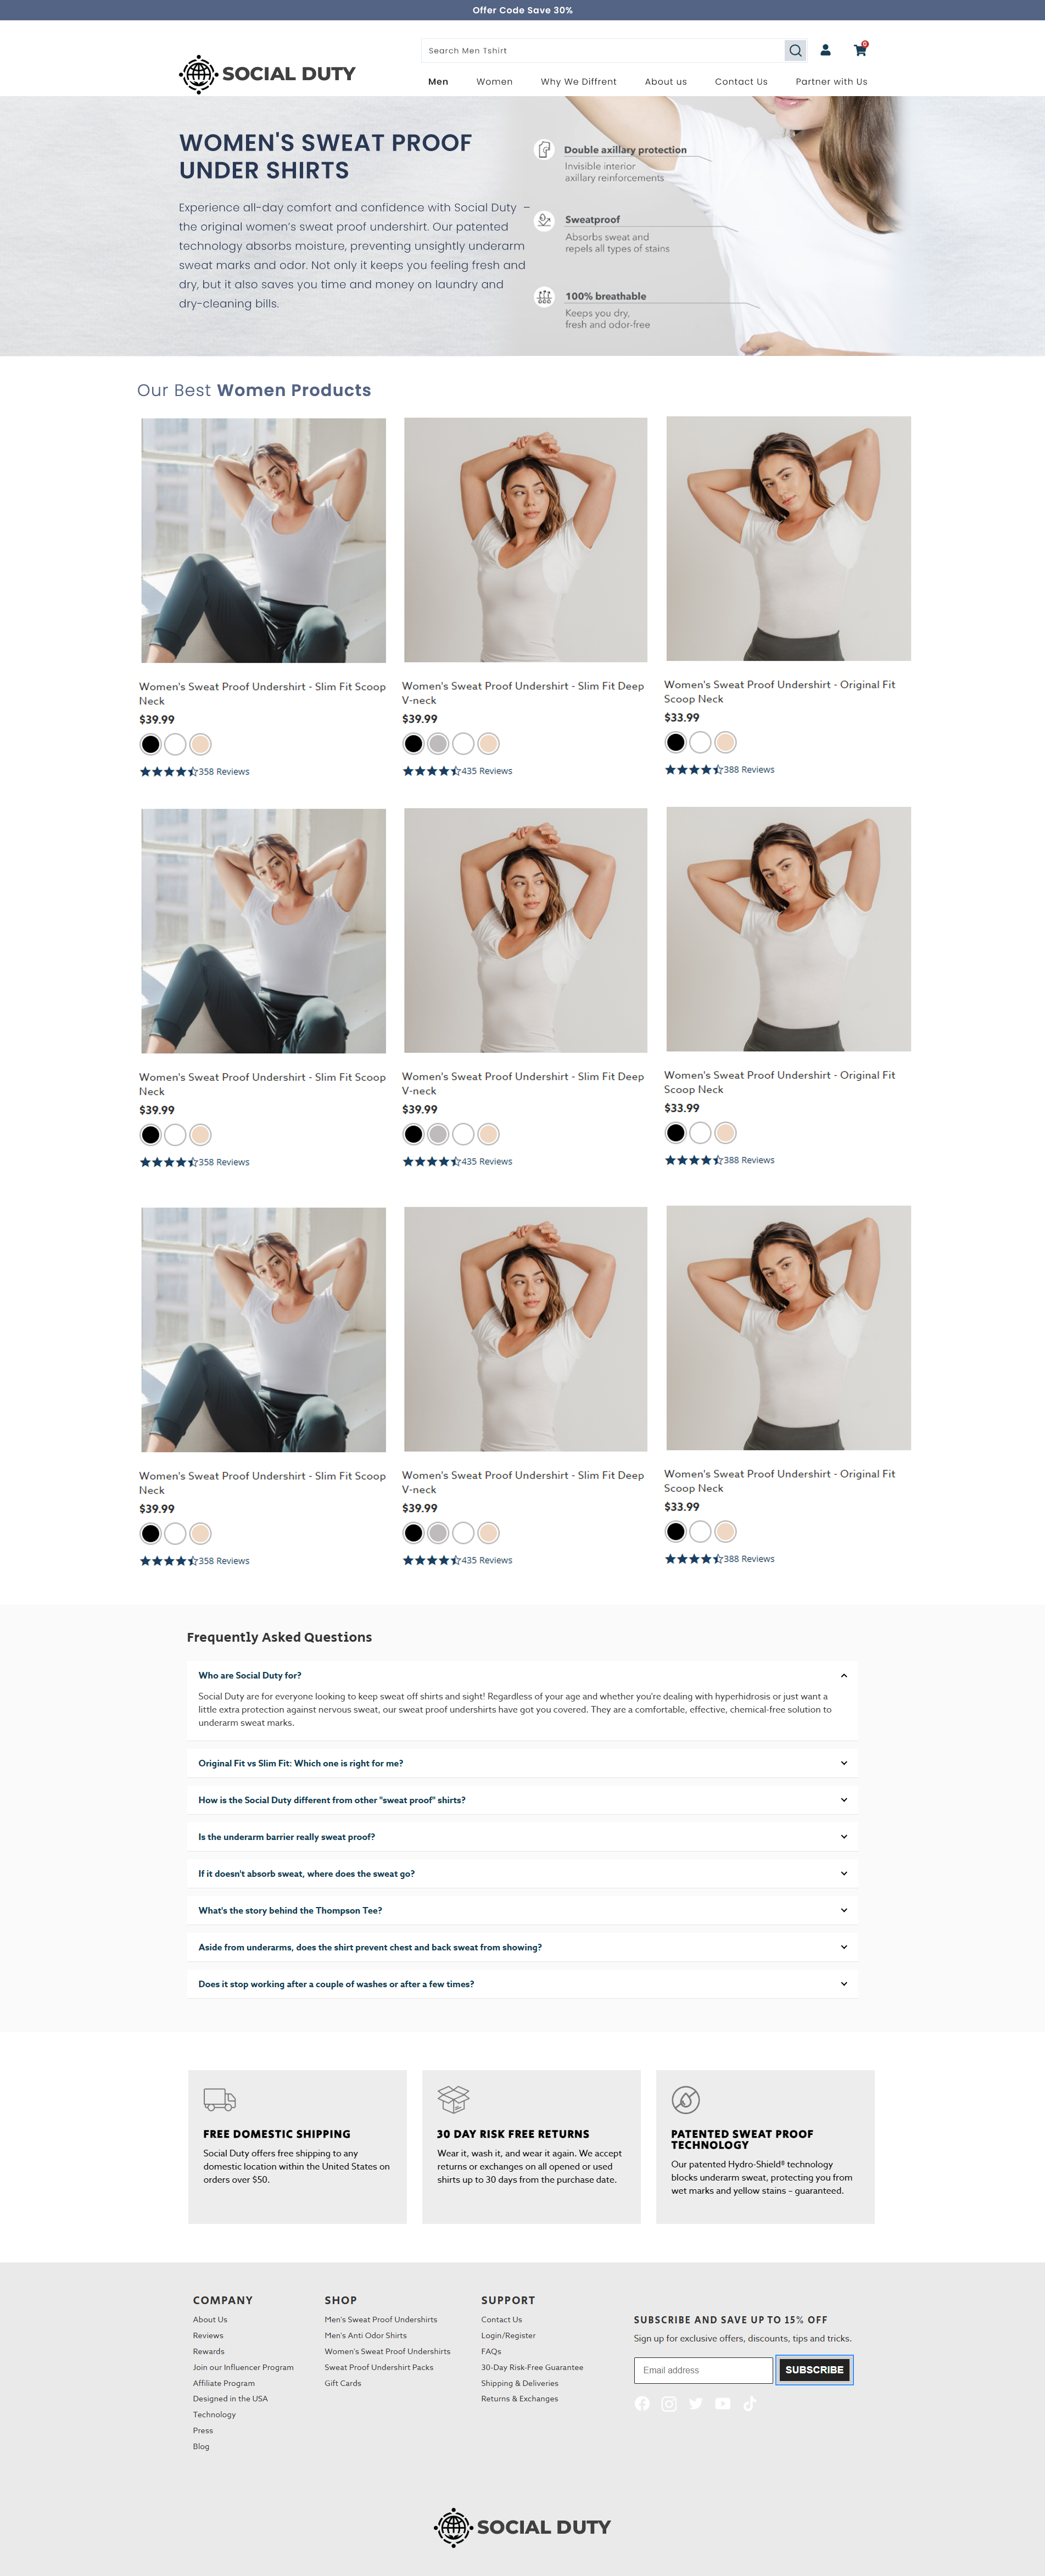 Offer Code Save 30%
Search Men Tshirt
0
SOCIAL DUTY
Men Women Why We Diffrent About us Contact Us Partner with Us
WOMEN'S SWEAT PROOF
UNDER SHIRTS
Experience all-day comfort and confidence with Social Duty –
the original women's sweat proof undershirt. Our patented
technology absorbs moisture, preventing unsightly underarm
sweat marks and odor. Not only it keeps you feeling fresh and
dry, but it also saves you time and money on laundry and
dry-cleaning bills.
Double axillary protection
Invisible interior
axillary reinforcements
Sweatproof
Absorbs sweat and
repels all types of stains
100% breathable
Keeps you dry,
fresh and odor-free
Our Best Women Products
Women's Sweat Proof Undershirt - Slim Fit Scoop
Neck
$39.99
358 Reviews
Women's Sweat Proof Undershirt - Slim Fit Deep
V-neck
$39.99
435 Reviews
Women's Sweat Proof Undershirt - Original Fit
Scoop Neck
$33.99
388 Reviews
Women's Sweat Proof Undershirt - Slim Fit Scoop
Neck
$39.99
358 Reviews
Women's Sweat Proof Undershirt - Slim Fit Deep
V-neck
$39.99
435 Reviews
Women's Sweat Proof Undershirt - Original Fit
Scoop Neck
$33.99
388 Reviews
Women's Sweat Proof Undershirt - Slim Fit Scoop
Neck
$39.99
358 Reviews
Women's Sweat Proof Undershirt - Slim Fit Deep
V-neck
$39.99
435 Reviews
Women's Sweat Proof Undershirt - Original Fit
Scoop Neck
$33.99
388 Reviews
Frequently Asked Questions
Who are Social Duty for?
Social Duty are for everyone looking to keep sweat off shirts and sight! Regardless of your age and whether you're dealing with hyperhidrosis or just want a
little extra protection against nervous sweat, our sweat proof undershirts have got you covered. They are a comfortable, effective, chemical-free solution to
underarm sweat marks.
Original Fit vs Slim Fit: Which one is right for me?
How is the Social Duty different from other "sweat proof" shirts?
Is the underarm barrier really sweat proof?
If it doesn't absorb sweat, where does the sweat go?
What's the story behind the Thompson Tee?
Aside from underarms, does the shirt prevent chest and back sweat from showing?
Does it stop working after a couple of washes or after a few times?
FREE DOMESTIC SHIPPING
Social Duty offers free shipping to any
domestic location within the United States on
orders over $50.
30 DAY RISK FREE RETURNS
Wear it, wash it, and wear it again. We accept
returns or exchanges on all opened or used
shirts up to 30 days from the purchase date.
PATENTED SWEAT PROOF
TECHNOLOGY
Our patented Hydro-Shield® technology
blocks underarm sweat, protecting you from
wet marks and yellow stains – guaranteed.
COMPANY
About Us
Reviews
Rewards
Join our Influencer Program
Affiliate Program
Designed in the USA
Technology
Press
Blog
SHOP
Men's Sweat Proof Undershirts
Men's Anti Odor Shirts
Women's Sweat Proof Undershirts
Sweat Proof Undershirt Packs
Gift Cards
SUPPORT
Contact Us
Login/Register
FAQs
30-Day Risk-Free Guarantee
Shipping & Deliveries
Returns & Exchanges
SUBSCRIBE AND SAVE UP TO 15% OFF
Sign up for exclusive offers, discounts, tips and tricks.
Email address
SUBSCRIBE
SOCIAL DUTY